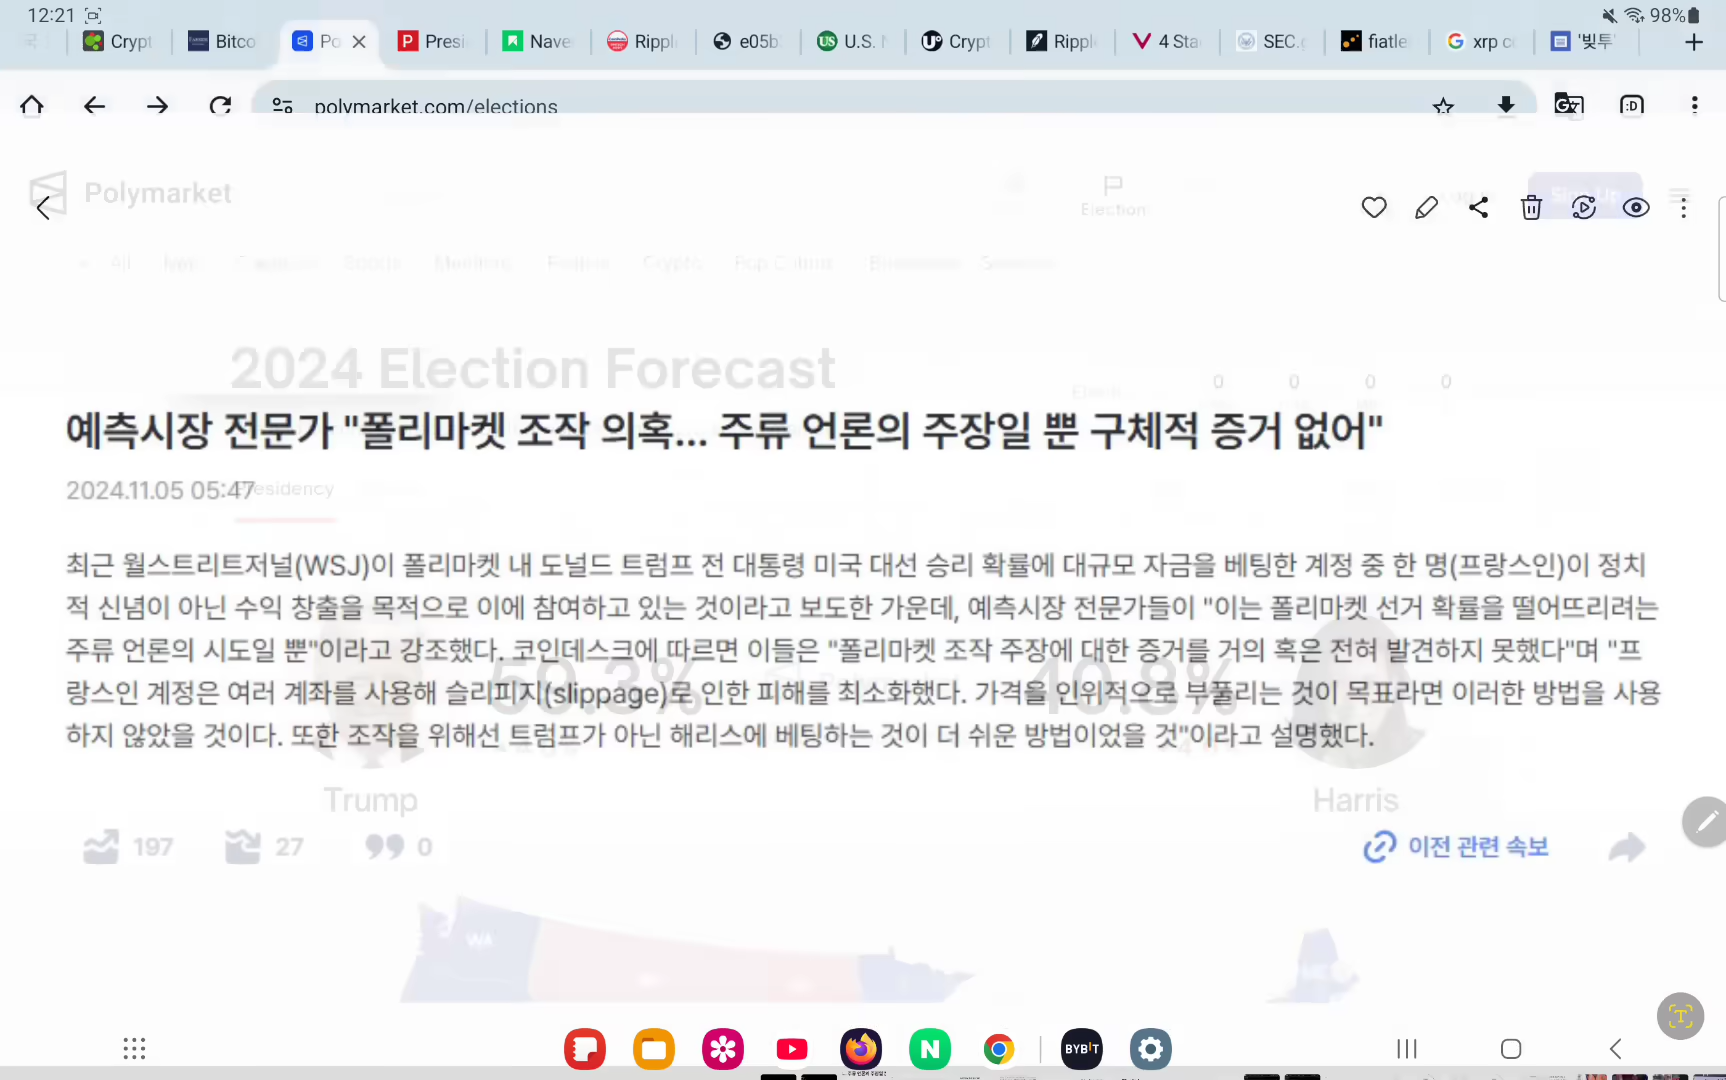 12:21
98%
Crypt
Bitco
Po
Presi
Nave
Rippl
e05b
U.S.
Crypt
Rippl
4 Sta
SEC.g
fiatle
xrp c
'빚투'
polymarket.com/elections
Polymarket
Election
Sign Up
All
Sports
Crypto
Pop Culture
2024 Election Forecast
0 0 0 0
예측시장 전문가 "폴리마켓 조작 의혹... 주류 언론의 주장일 뿐 구체적 증거 없어"
2024.11.05 05:47
esidency
최근 월스트리트저널(WSJ)이 폴리마켓 내 도널드 트럼프 전 대통령 미국 대선 승리 확률에 대규모 자금을 베팅한 계정 중 한 명(프랑스인)이 정치
적 신념이 아닌 수익 창출을 목적으로 이에 참여하고 있는 것이라고 보도한 가운데, 예측시장 전문가들이 "이는 폴리마켓 선거 확률을 떨어뜨리려는
주류 언론의 시도일 뿐"이라고 강조했다. 코인데스크에 따르면 이들은 "폴리마켓 조작 주장에 대한 증거를 거의 혹은 전혀 발견하지 못했다"며 "프
랑스인 계정은 여러 계좌를 사용해 슬리피지(slippage)로 인한 피해를 최소화했다. 가격을 인위적으로 부풀리는 것이 목표라면 이러한 방법을 사용
하지 않았을 것이다. 또한 조작을 위해선 트럼프가 아닌 해리스에 베팅하는 것이 더 쉬운 방법이었을 것"이라고 설명했다.
40.8%
Trump
Harris
197
27
0
이전 관련 속보
WA
BYBIT